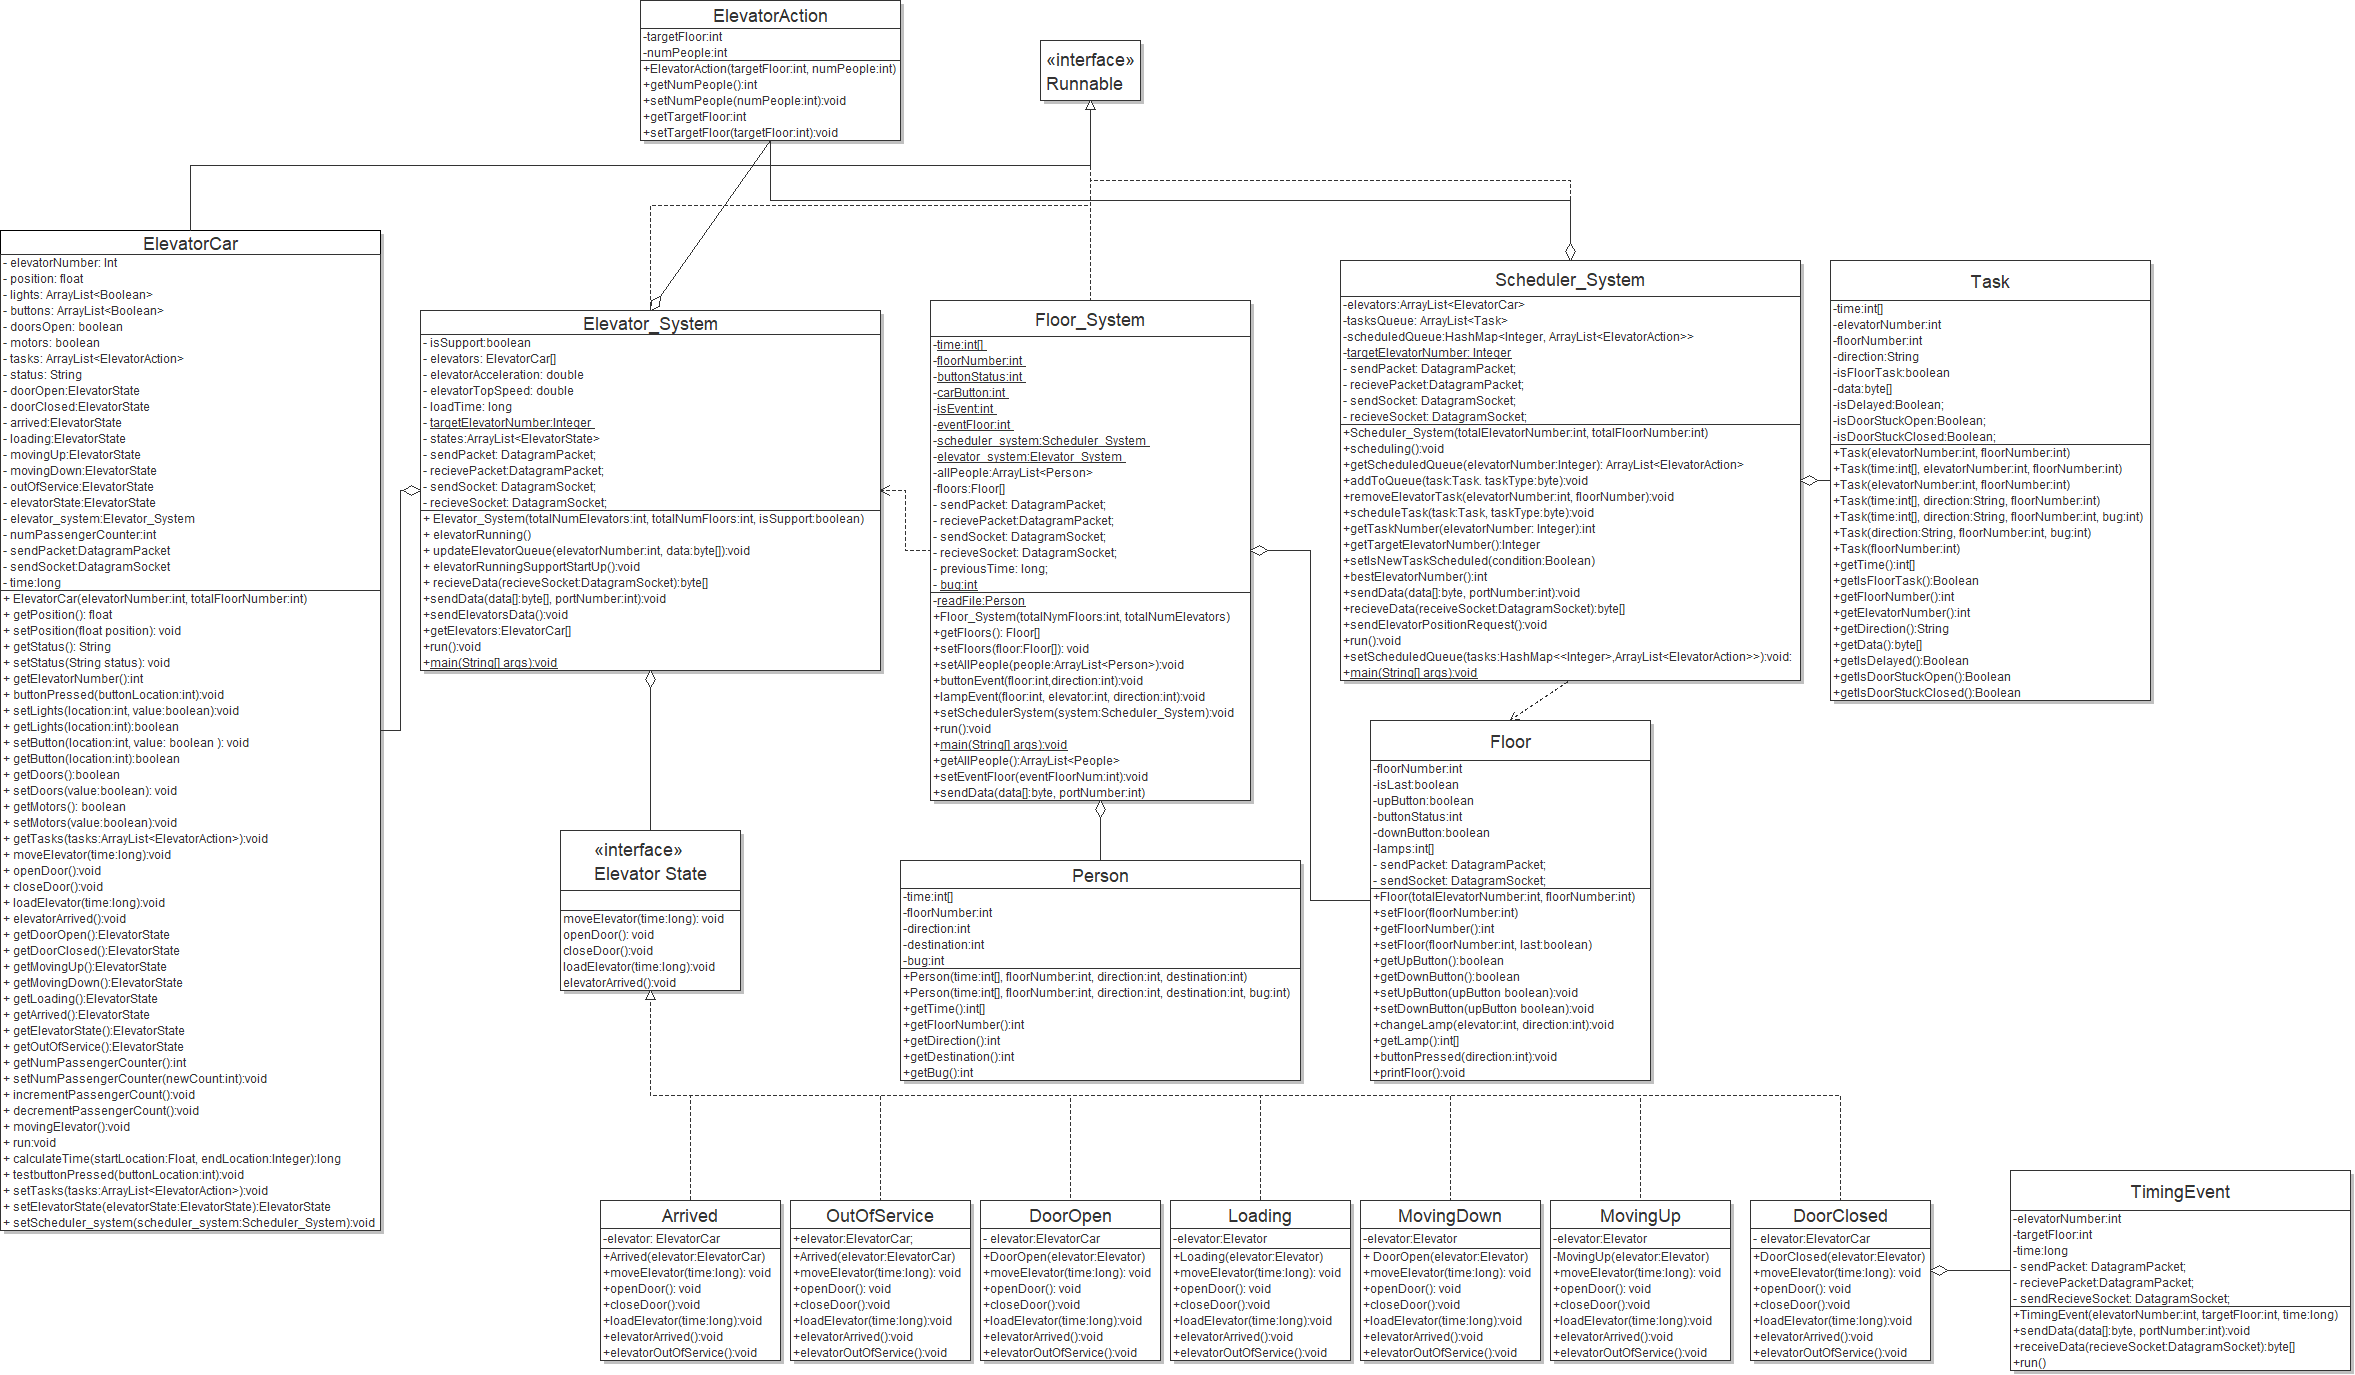 ElevatorAction
-targetFloor:int
-numPeople:int
+ElevatorAction(targetFloor:int, numPeople:int)
+getNumPeople():int
+setNumPeople(numPeople:int):void
+getTargetFloor:int
+setTargetFloor(targetFloor:int):void
«interface»
Runnable
ElevatorCar
- elevatorNumber: Int
- position: float
- lights: ArrayList<Boolean>
- buttons: ArrayList<Boolean>
- doorsOpen: boolean
- motors: boolean
- tasks: ArrayList<ElevatorAction>
- status: String
- doorOpen:ElevatorState
- doorClosed:ElevatorState
- arrived:ElevatorState
- loading:ElevatorState
- movingUp:ElevatorState
- movingDown:ElevatorState
- outOfService:ElevatorState
- elevatorState:ElevatorState
- elevator_system:Elevator_System
- numPassengerCounter:int
- sendPacket:DatagramPacket
- sendSocket:DatagramSocket
- time:long
+ ElevatorCar(elevatorNumber:int, totalFloorNumber:int)
+ getPosition(): float
+ setPosition(float position): void
+ getStatus(): String
+ setStatus(String status): void
+ getElevatorNumber():int
+ buttonPressed(buttonLocation:int):void
+ setLights(location:int, value:boolean):void
+ getLights(location:int):boolean
+ setButton(location:int, value: boolean ): void
+ getButton(location:int):boolean
+ getDoors():boolean
+ setDoors(value:boolean): void
+ getMotors(): boolean
+ setMotors(value:boolean):void
+ getTasks(tasks:ArrayList<ElevatorAction>):void
+ moveElevator(time:long):void
+ openDoor():void
+ closeDoor():void
+ loadElevator(time:long):void
+ elevatorArrived():void
+ getDoorOpen():ElevatorState
+ getDoorClosed():ElevatorState
+ getMovingUp():ElevatorState
+ getMovingDown():ElevatorState
+ getLoading():ElevatorState
+ getArrived():ElevatorState
+ getElevatorState():ElevatorState
+ getOutOfService():ElevatorState
+ getNumPassengerCounter():int
+ setNumPassengerCounter(newCount:int):void
+ incrementPassengerCount():void
+ decrementPassengerCount():void
+ movingElevator():void
+ run:void
+ calculateTime(startLocation:Float, endLocation:Integer):long
+ testbuttonPressed(buttonLocation:int):void
+ setTasks(tasks:ArrayList<ElevatorAction>):void
+ setElevatorState(elevatorState:ElevatorState):ElevatorState
+ setScheduler_system(scheduler_system:Scheduler_System):void
Elevator_System
- isSupport:boolean
- elevators: ElevatorCar[]
- elevatorAcceleration: double
- elevatorTopSpeed: double
- loadTime: long
- targetElevatorNumber:Integer
- states:ArrayList<ElevatorState>
- sendPacket: DatagramPacket;
- recievePacket:DatagramPacket;
- sendSocket: DatagramSocket;
- recieveSocket: DatagramSocket;
+ Elevator_System(totalNumElevators:int, totalNumFloors:int, isSupport:boolean)
+ elevatorRunning()
+ updateElevatorQueue(elevatorNumber:int, data:byte[]):void
+ elevatorRunningSupportStartUp():void
+ recieveData(recieveSocket:DatagramSocket):byte[]
+ sendData(data[]:byte[], portNumber:int):void
+sendElevatorsData():void
+getElevators:ElevatorCar[]
+run():void
+main(String[] args):void
Floor_System
-time:int[]
-floorNumber:int
-buttonStatus:int
-carButton:int
-isEvent:int
-eventFloor:int
-scheduler_system:Scheduler_System
-elevator_system:Elevator_System
-allPeople:ArrayList<Person>
-floors:Floor[]
- sendPacket: DatagramPacket;
- recievePacket:DatagramPacket;
- sendSocket: DatagramSocket;
- recieveSocket: DatagramSocket;
- previousTime: long;
- bug:int
-readFile:Person
+Floor_System(totalNymFloors:int, totalNumElevators)
+getFloors(): Floor[]
+setFloors(floor:Floor[]): void
+setAllPeople(people:ArrayList<Person>):void
+buttonEvent(floor:int,direction:int):void
+lampEvent(floor:int, elevator:int, direction:int):void
+setSchedulerSystem(system:Scheduler_System):void
+run():void
+main(String[] args):void
+getAllPeople():ArrayList<People>
+setEventFloor(eventFloorNum:int):void
+sendData(data[]:byte, portNumber:int)
Scheduler_System
-elevators:ArrayList<ElevatorCar>
-tasksQueue: ArrayList<Task>
-scheduledQueue:HashMap<Integer, ArrayList<ElevatorAction>>
-targetElevatorNumber: Integer
- sendPacket: DatagramPacket;
- recievePacket:DatagramPacket;
- sendSocket: DatagramSocket;
- recieveSocket: DatagramSocket;
+Scheduler_System(totalElevatorNumber:int, totalFloorNumber:int)
+scheduling():void
+getScheduledQueue(elevatorNumber:Integer): ArrayList<ElevatorAction>
+addToQueue(task:Task. taskType:byte):void
+removeElevatorTask(elevatorNumber:int, floorNumber):void
+scheduleTask(task:Task, taskType:byte):void
+getTaskNumber(elevatorNumber: Integer):int
+getTargetElevatorNumber():Integer
+setIsNewTaskScheduled(condition:Boolean)
+bestElevatorNumber():int
+sendData(data[]:byte, portNumber:int):void
+recieveData(receiveSocket:DatagramSocket):byte[]
+sendElevatorPositionRequest():void
+run():void
+setScheduledQueue(tasks:HashMap<<Integer>,ArrayList<ElevatorAction>>):void:
+main(String[] args):void
Task
-time:int[]
-elevatorNumber:int
-floorNumber:int
-direction:String
-isFloorTask:boolean
-data:byte[]
-isDelayed:Boolean;
-isDoorStuckOpen:Boolean;
-isDoorStuckClosed:Boolean;
+Task(elevatorNumber:int, floorNumber:int)
+Task(time:int[], elevatorNumber:int, floorNumber:int)
+Task(elevatorNumber:int, floorNumber:int)
+Task(time:int[], direction:String, floorNumber:int)
+Task(time:int[], direction:String, floorNumber:int, bug:int)
+Task(direction:String, floorNumber:int, bug:int)
+Task(floorNumber:int)
+getTime():int[]
+getIsFloorTask():Boolean
+getFloorNumber():int
+getElevatorNumber():int
+getDirection():String
+getData():byte[]
+getIsDelayed():Boolean
+getIsDoorStuckOpen():Boolean
+getIsDoorStuckClosed():Boolean
«interface»
Elevator State
moveElevator(time:long): void
openDoor(): void
closeDoor():void
loadElevator(time:long):void
elevatorArrived():void
Person
-time:int[]
-floorNumber:int
-direction:int
-destination:int
-bug:int
+Person(time:int[], floorNumber:int, direction:int, destination:int)
+Person(time:int[], floorNumber:int, direction:int, destination:int, bug:int)
+getTime():int[]
+getFloorNumber():int
+getDirection():int
+getDestination():int
+getBug():int
Floor
-floorNumber:int
-isLast:boolean
-upButton:boolean
-buttonStatus:int
-downButton:boolean
-lamps:int[]
- sendPacket: DatagramPacket;
- sendSocket: DatagramSocket;
+Floor(totalElevatorNumber:int, floorNumber:int)
+setFloor(floorNumber:int)
+getFloorNumber():int
+setFloor(floorNumber:int, last:boolean)
+getUpButton():boolean
+getDownButton():boolean
+setUpButton(upButton boolean):void
+setDownButton(upButton boolean):void
+changeLamp(elevator:int, direction:int):void
+getLamp():int[]
+buttonPressed(direction:int):void
+printFloor():void
Arrived
-elevator: ElevatorCar
+Arrived(elevator:ElevatorCar)
+moveElevator(time:long): void
+openDoor(): void
+closeDoor():void
+loadElevator(time:long):void
+elevatorArrived():void
+elevatorOutOfService():void
OutOfService
+elevator:ElevatorCar;
+Arrived(elevator:ElevatorCar)
+moveElevator(time:long): void
+openDoor(): void
+closeDoor():void
+loadElevator(time:long):void
+elevatorArrived():void
+elevatorOutOfService():void
DoorOpen
- elevator:ElevatorCar
+DoorOpen(elevator:Elevator)
+moveElevator(time:long): void
+openDoor(): void
+closeDoor():void
+loadElevator(time:long):void
+elevatorArrived():void
+elevatorOutOfService():void
Loading
-elevator:Elevator
+Loading(elevator:Elevator)
+moveElevator(time:long): void
+openDoor(): void
+closeDoor():void
+loadElevator(time:long):void
+elevatorArrived():void
+elevatorOutOfService():void
MovingDown
-elevator:Elevator
+ DoorOpen(elevator:Elevator)
+moveElevator(time:long): void
+openDoor(): void
+closeDoor():void
+loadElevator(time:long):void
+elevatorArrived():void
+elevatorOutOfService():void
MovingUp
-elevator:Elevator
-MovingUp(elevator:Elevator)
+moveElevator(time:long): void
+openDoor(): void
+closeDoor():void
+loadElevator(time:long):void
+elevatorArrived():void
+elevatorOutOfService():void
DoorClosed
- elevator:ElevatorCar
+DoorClosed(elevator:Elevator)
+moveElevator(time:long): void
+openDoor(): void
+closeDoor():void
+loadElevator(time:long):void
+elevatorArrived():void
+elevatorOutOfService():void
TimingEvent
-elevatorNumber:int
-targetFloor:int
-time:long
- sendPacket: DatagramPacket;
- recievePacket:DatagramPacket;
- sendRecieveSocket: DatagramSocket;
+TimingEvent(elevatorNumber:int, targetFloor:int, time:long)
+sendData(data[]:byte, portNumber:int):void
+receiveData(recieveSocket:DatagramSocket):byte[]
+run()